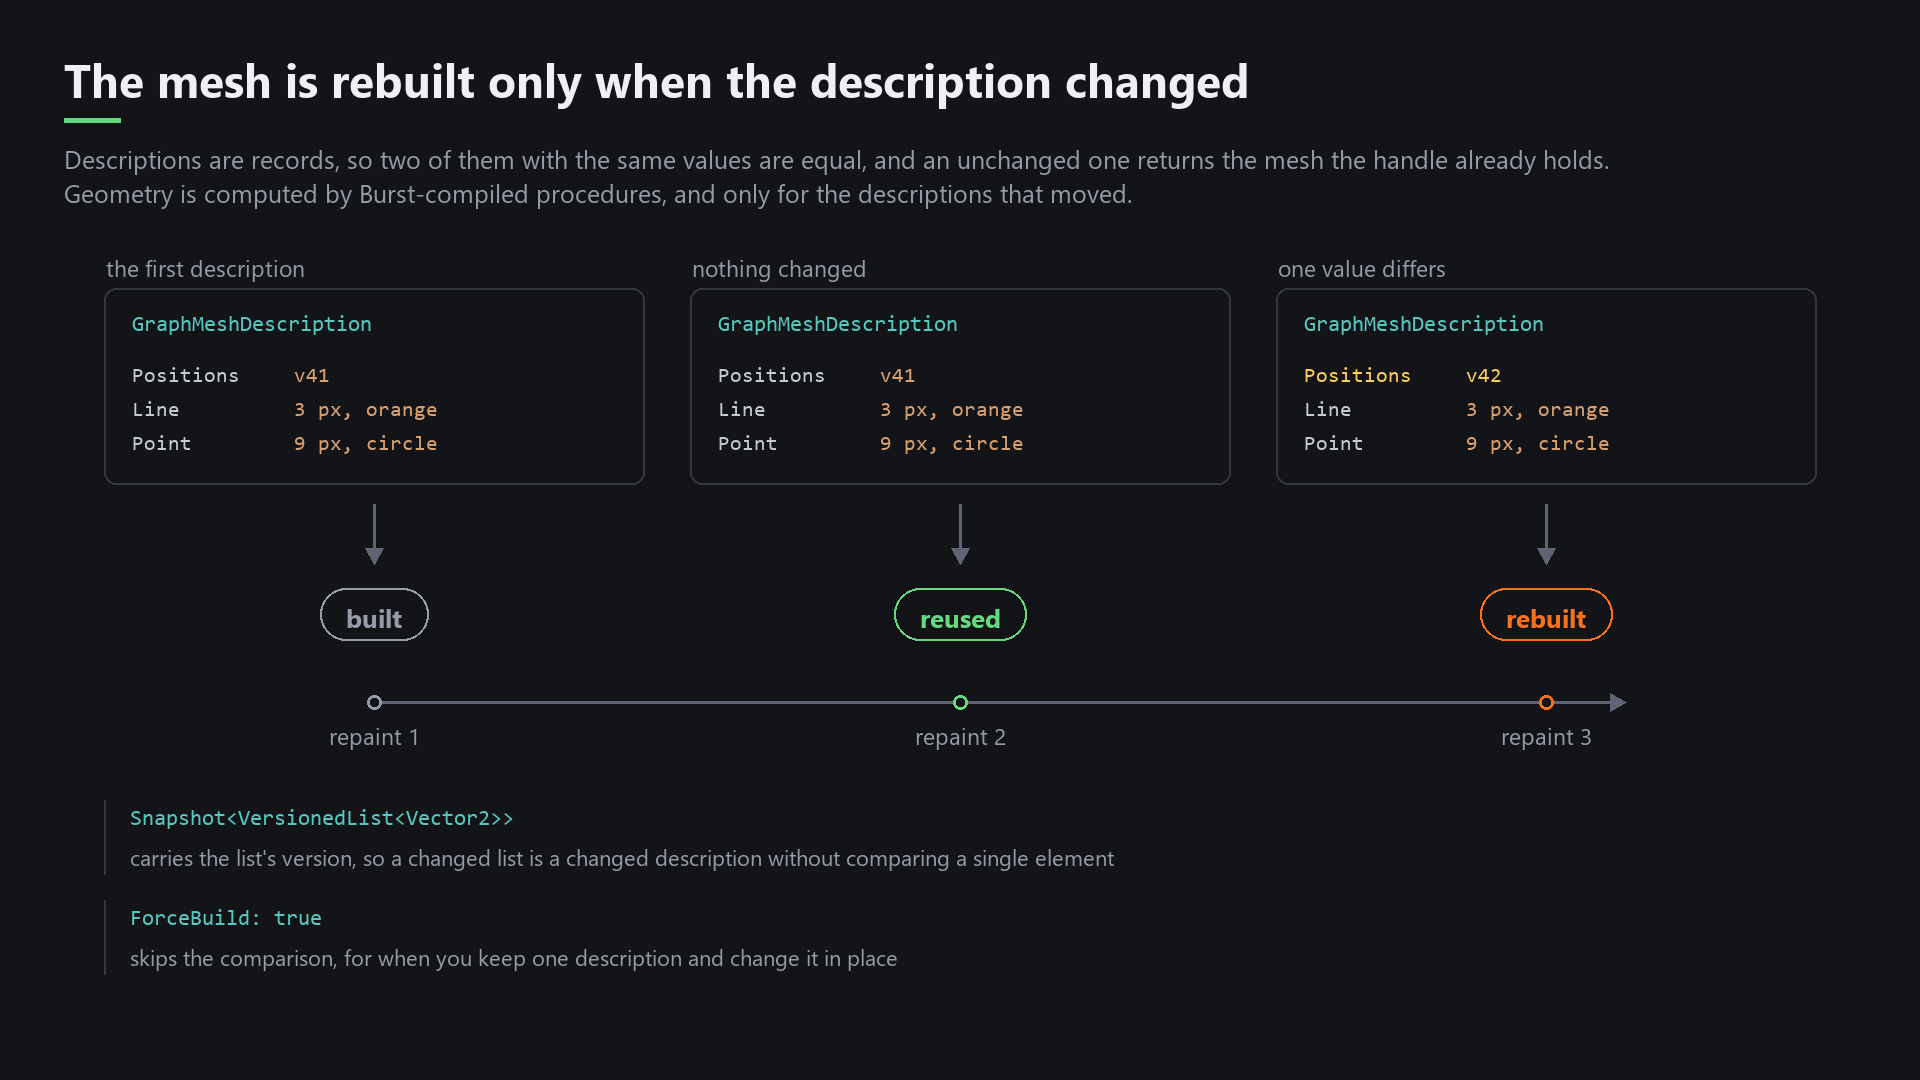 The mesh is rebuilt only when the description changed
Descriptions are records, so two of them with the same values are equal, and an unchanged one returns the mesh the handle already holds.
Geometry is computed by Burst-compiled procedures, and only for the descriptions that moved.
the first description
GraphMeshDescription
Positions v41
Line 3 px, orange
Point 9 px, circle
built
repaint 1
nothing changed
GraphMeshDescription
Positions v41
Line 3 px, orange
Point 9 px, circle
reused
repaint 2
one value differs
GraphMeshDescription
Positions v42
Line 3 px, orange
Point 9 px, circle
rebuilt
repaint 3
Snapshot<VersionedList<Vector2>>
carries the list's version, so a changed list is a changed description without comparing a single element
ForceBuild: true
skips the comparison, for when you keep one description and change it in place